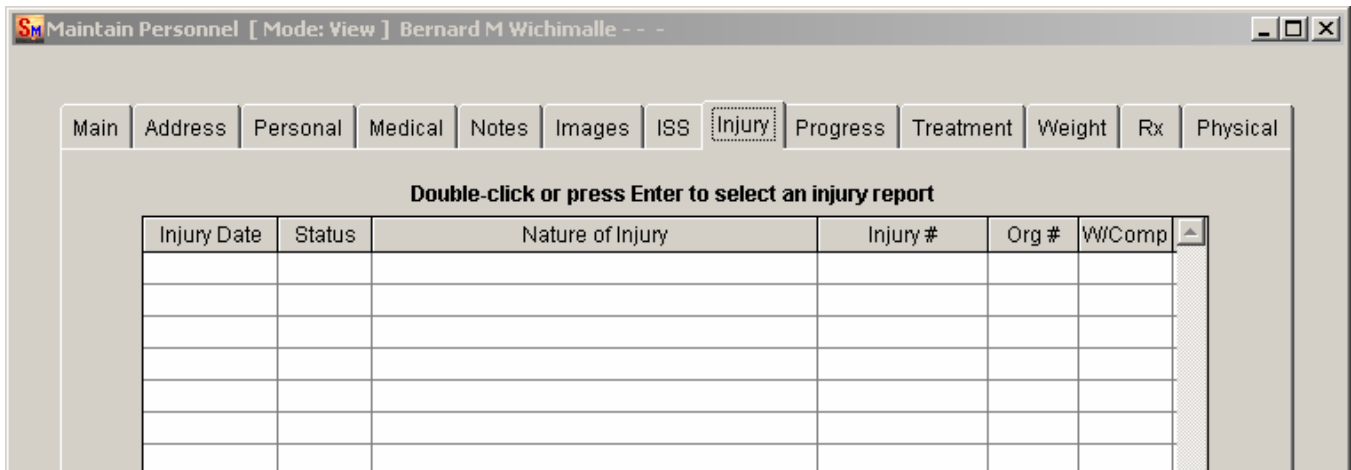 SM Maintain Personnel [ Mode: View ] Bernard M Wichimalle - - -
Main Address Personal Medical Notes Images ISS Injury Progress Treatment Weight Rx Physical
Double-click or press Enter to select an injury report
Injury Date Status Nature of Injury Injury # Org # W/Comp